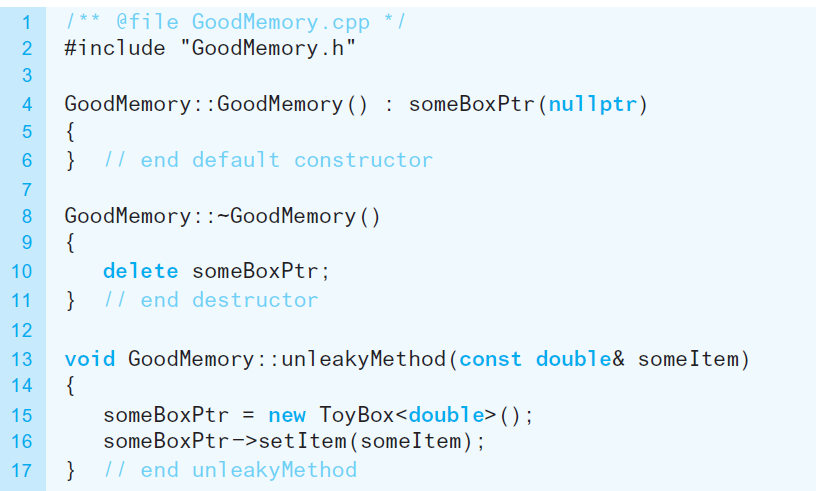 1 /** @file GoodMemory.cpp */
2 #include "GoodMemory.h"
3
4 GoodMemory::GoodMemory() : someBoxPtr(nullptr)
5 {
6 } // end default constructor
7
8 GoodMemory::~GoodMemory()
9 {
10 delete someBoxPtr;
11 } // end destructor
12
13 void GoodMemory::unleakyMethod(const double& someItem)
14 {
15 someBoxPtr = new ToyBox<double>();
16 someBoxPtr->setItem(someItem);
17 } // end unleakyMethod